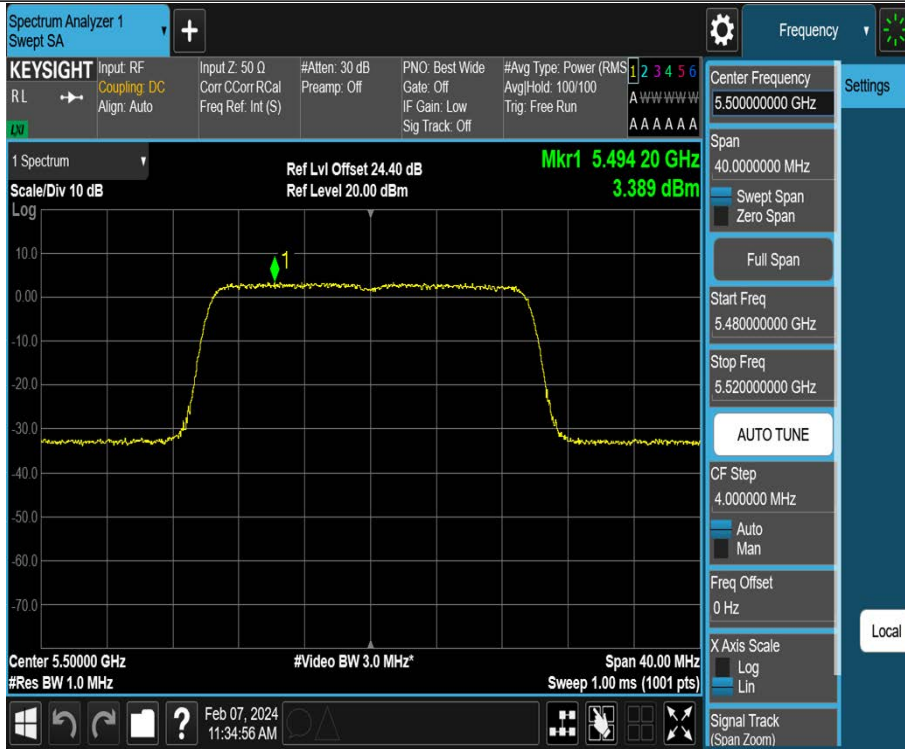 Spectrum Analyzer 1
Swept SA
Frequency
KEYSIGHT
R L
LXI
Input: RF
Coupling: DC
Align: Auto
Input Z: 50 Ω
Corr CCorr RCal
Freq Ref: Int (S)
#Atten: 30 dB
Preamp: Off
PNO: Best Wide
Gate: Off
IF Gain: Low
Sig Track: Off
#Avg Type: Power (RMS
Avg|Hold: 100/100
Trig: Free Run
1 2 3 4 5 6
A W W W W W
A A A A A A
Center Frequency
5.500000000 GHz
Settings
Span
40.0000000 MHz
Swept Span
Zero Span
Full Span
Start Freq
5.480000000 GHz
Stop Freq
5.520000000 GHz
AUTO TUNE
CF Step
4.000000 MHz
Auto
Man
Freq Offset
0 Hz
X Axis Scale
Log
Lin
Signal Track
(Span Zoom)
Local
1 Spectrum
Scale/Div 10 dB
Log
Ref Lvl Offset 24.40 dB
Ref Level 20.00 dBm
Mkr1 5.494 20 GHz
3.389 dBm
1
10.0
0.00
-10.0
-20.0
-30.0
-40.0
-50.0
-60.0
-70.0
Center 5.50000 GHz
#Res BW 1.0 MHz
#Video BW 3.0 MHz*
Span 40.00 MHz
Sweep 1.00 ms (1001 pts)
?
Feb 07, 2024
11:34:56 AM